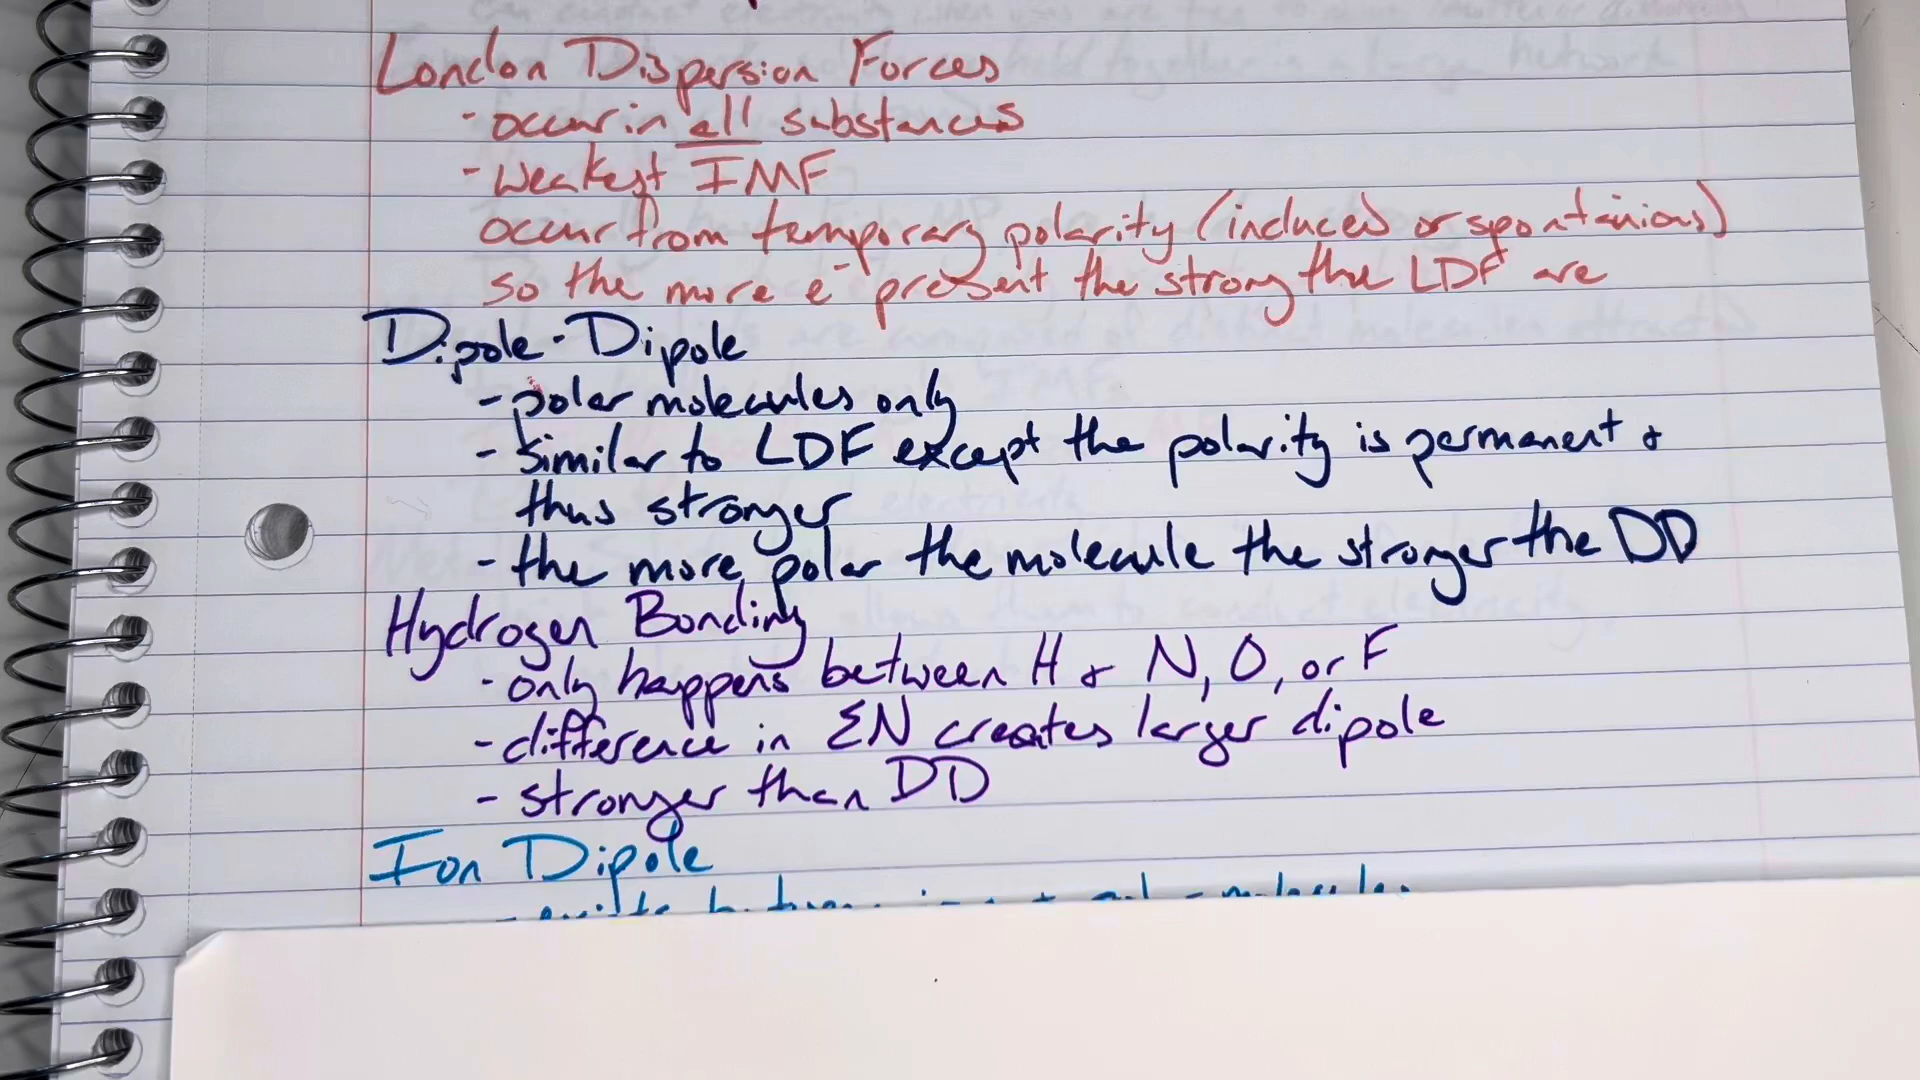 London Dispersion Forces
- occur in all substances
- weakest IMF
occur from temporary polarity (induced or spontainious)
so the more e⁻ present the strong the LDF are
Dipole-Dipole
- polar molecules only
- similar to LDF except the polarity is permanent &
thus stronger
- the more polar the molecule the stronger the DD
Hydrogen Bonding
- only happens between H & N, O, or F
- difference in EN creates larger dipole
- stronger than DD
Ion Dipole